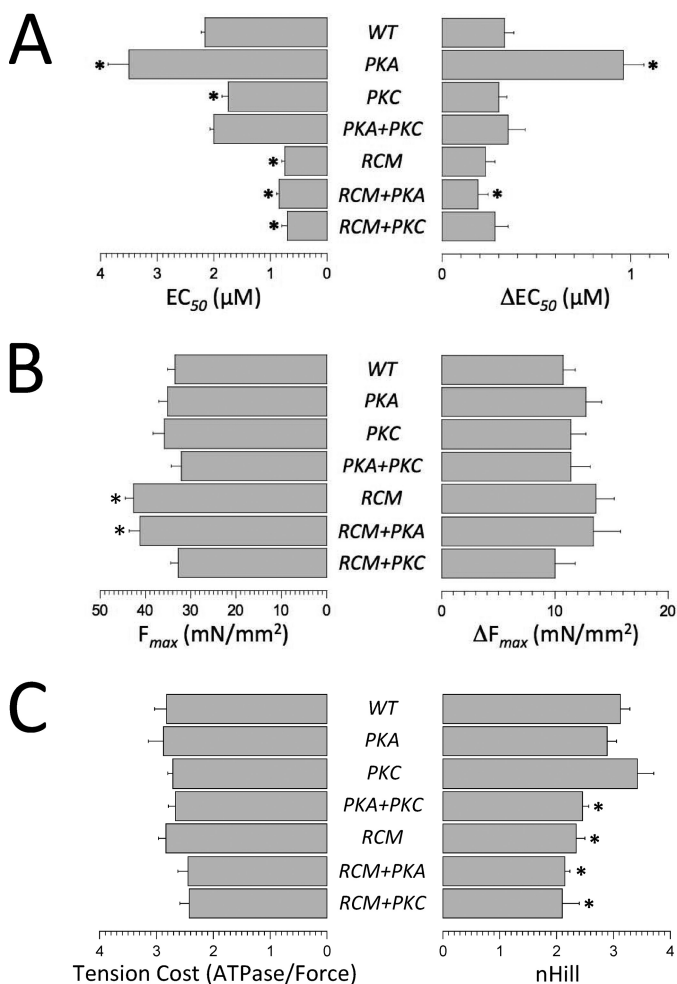 A
WT
* PKA *
* PKC
PKA+PKC
* RCM
* RCM+PKA *
* RCM+PKC
4 3 2 1 0 0 1
EC50 (μM) ΔEC50 (μM)
B
WT
PKA
PKC
PKA+PKC
* RCM
* RCM+PKA
RCM+PKC
50 40 30 20 10 0 0 10 20
Fmax (mN/mm²) ΔFmax (mN/mm²)
C
WT
PKA
PKC
PKA+PKC *
RCM *
RCM+PKA *
RCM+PKC *
4 3 2 1 0 0 1 2 3 4
Tension Cost (ATPase/Force) nHill